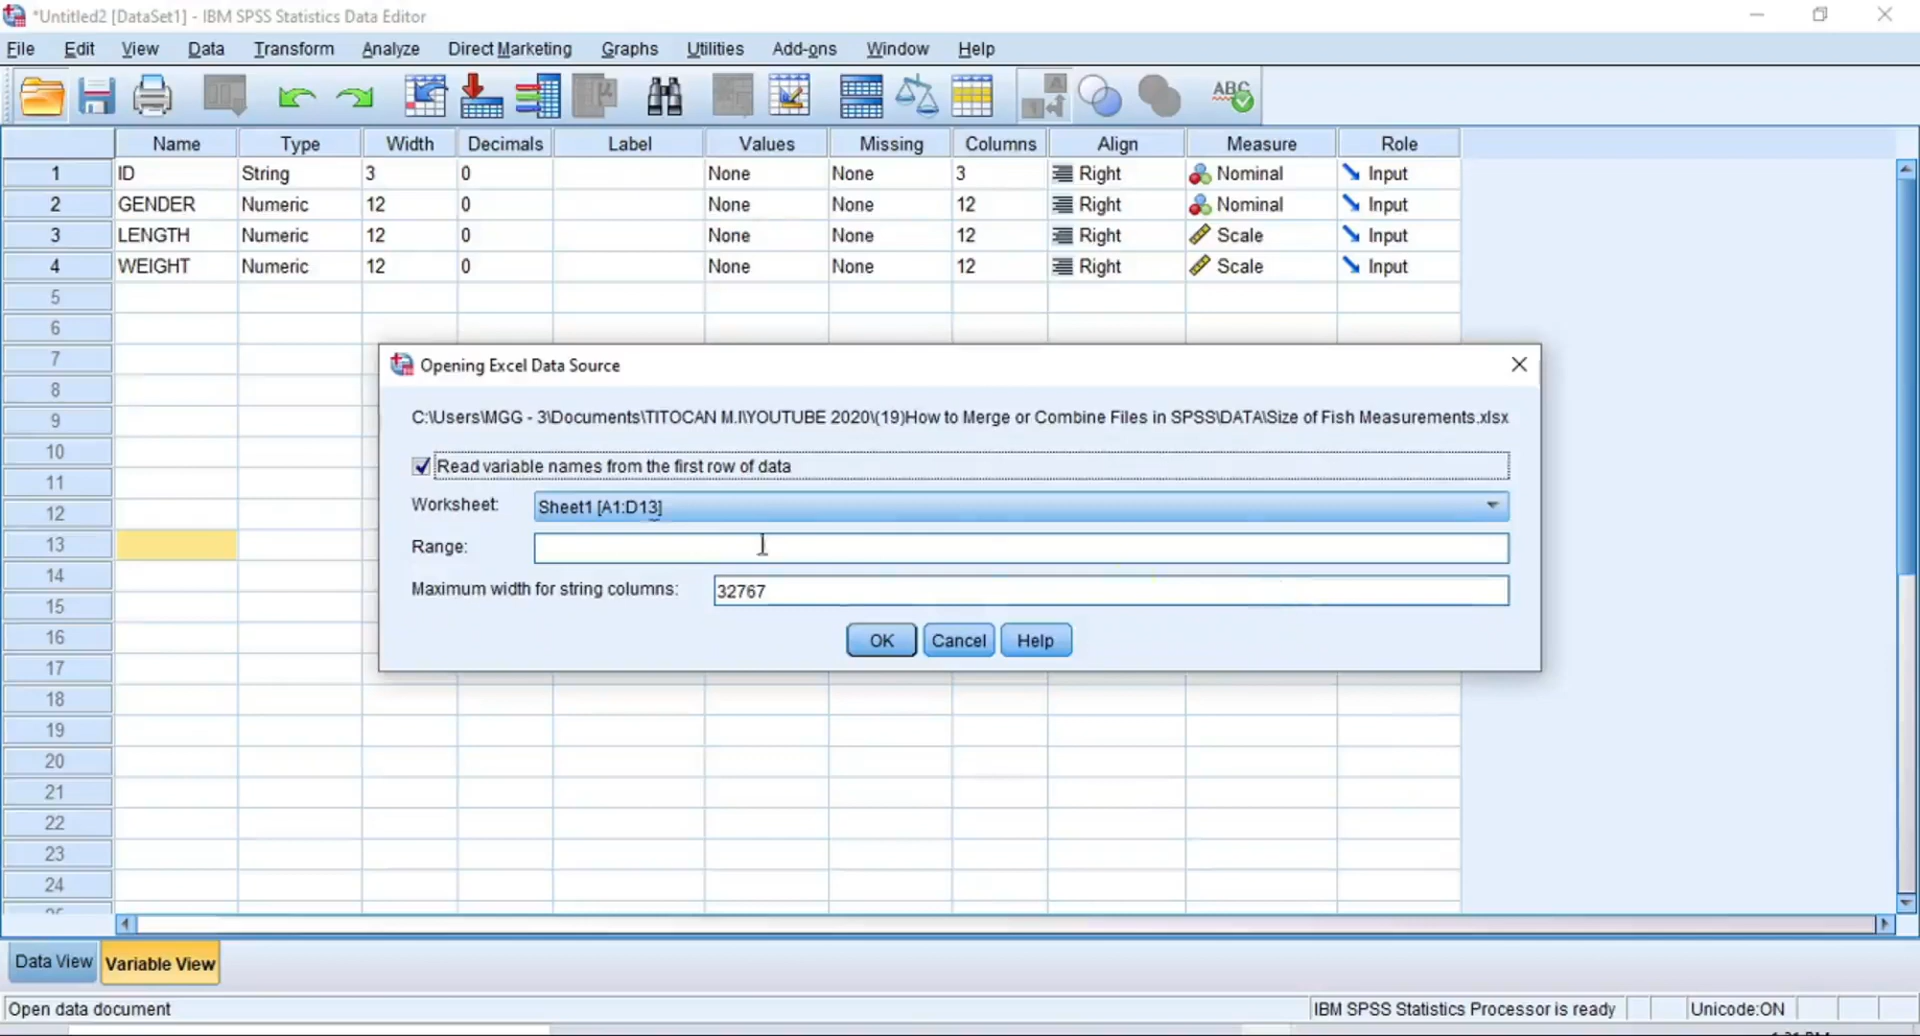 *Untitled2 [DataSet1] - IBM SPSS Statistics Data Editor
File Edit View Data Transform Analyze Direct Marketing Graphs Utilities Add-ons Window Help
ABC
Name Type Width Decimals Label Values Missing Columns Align Measure Role
1 ID String 3 0 None None 3 Right Nominal Input
2 GENDER Numeric 12 0 None None 12 Right Nominal Input
3 LENGTH Numeric 12 0 None None 12 Right Scale Input
4 WEIGHT Numeric 12 0 None None 12 Right Scale Input
5
6
7
Opening Excel Data Source
8
9 C:\Users\MGG - 3\Documents\TITOCAN M.I\YOUTUBE 2020\(19)How to Merge or Combine Files in SPSS\DATA\Size of Fish Measurements.xlsx
10
Read variable names from the first row of data
11
Worksheet: Sheet1 [A1:D13]
12
13 Range:
14
Maximum width for string columns: 32767
15
16 OK Cancel Help
17
18
19
20
21
22
23
24
Data View Variable View
Open data document IBM SPSS Statistics Processor is ready Unicode:ON